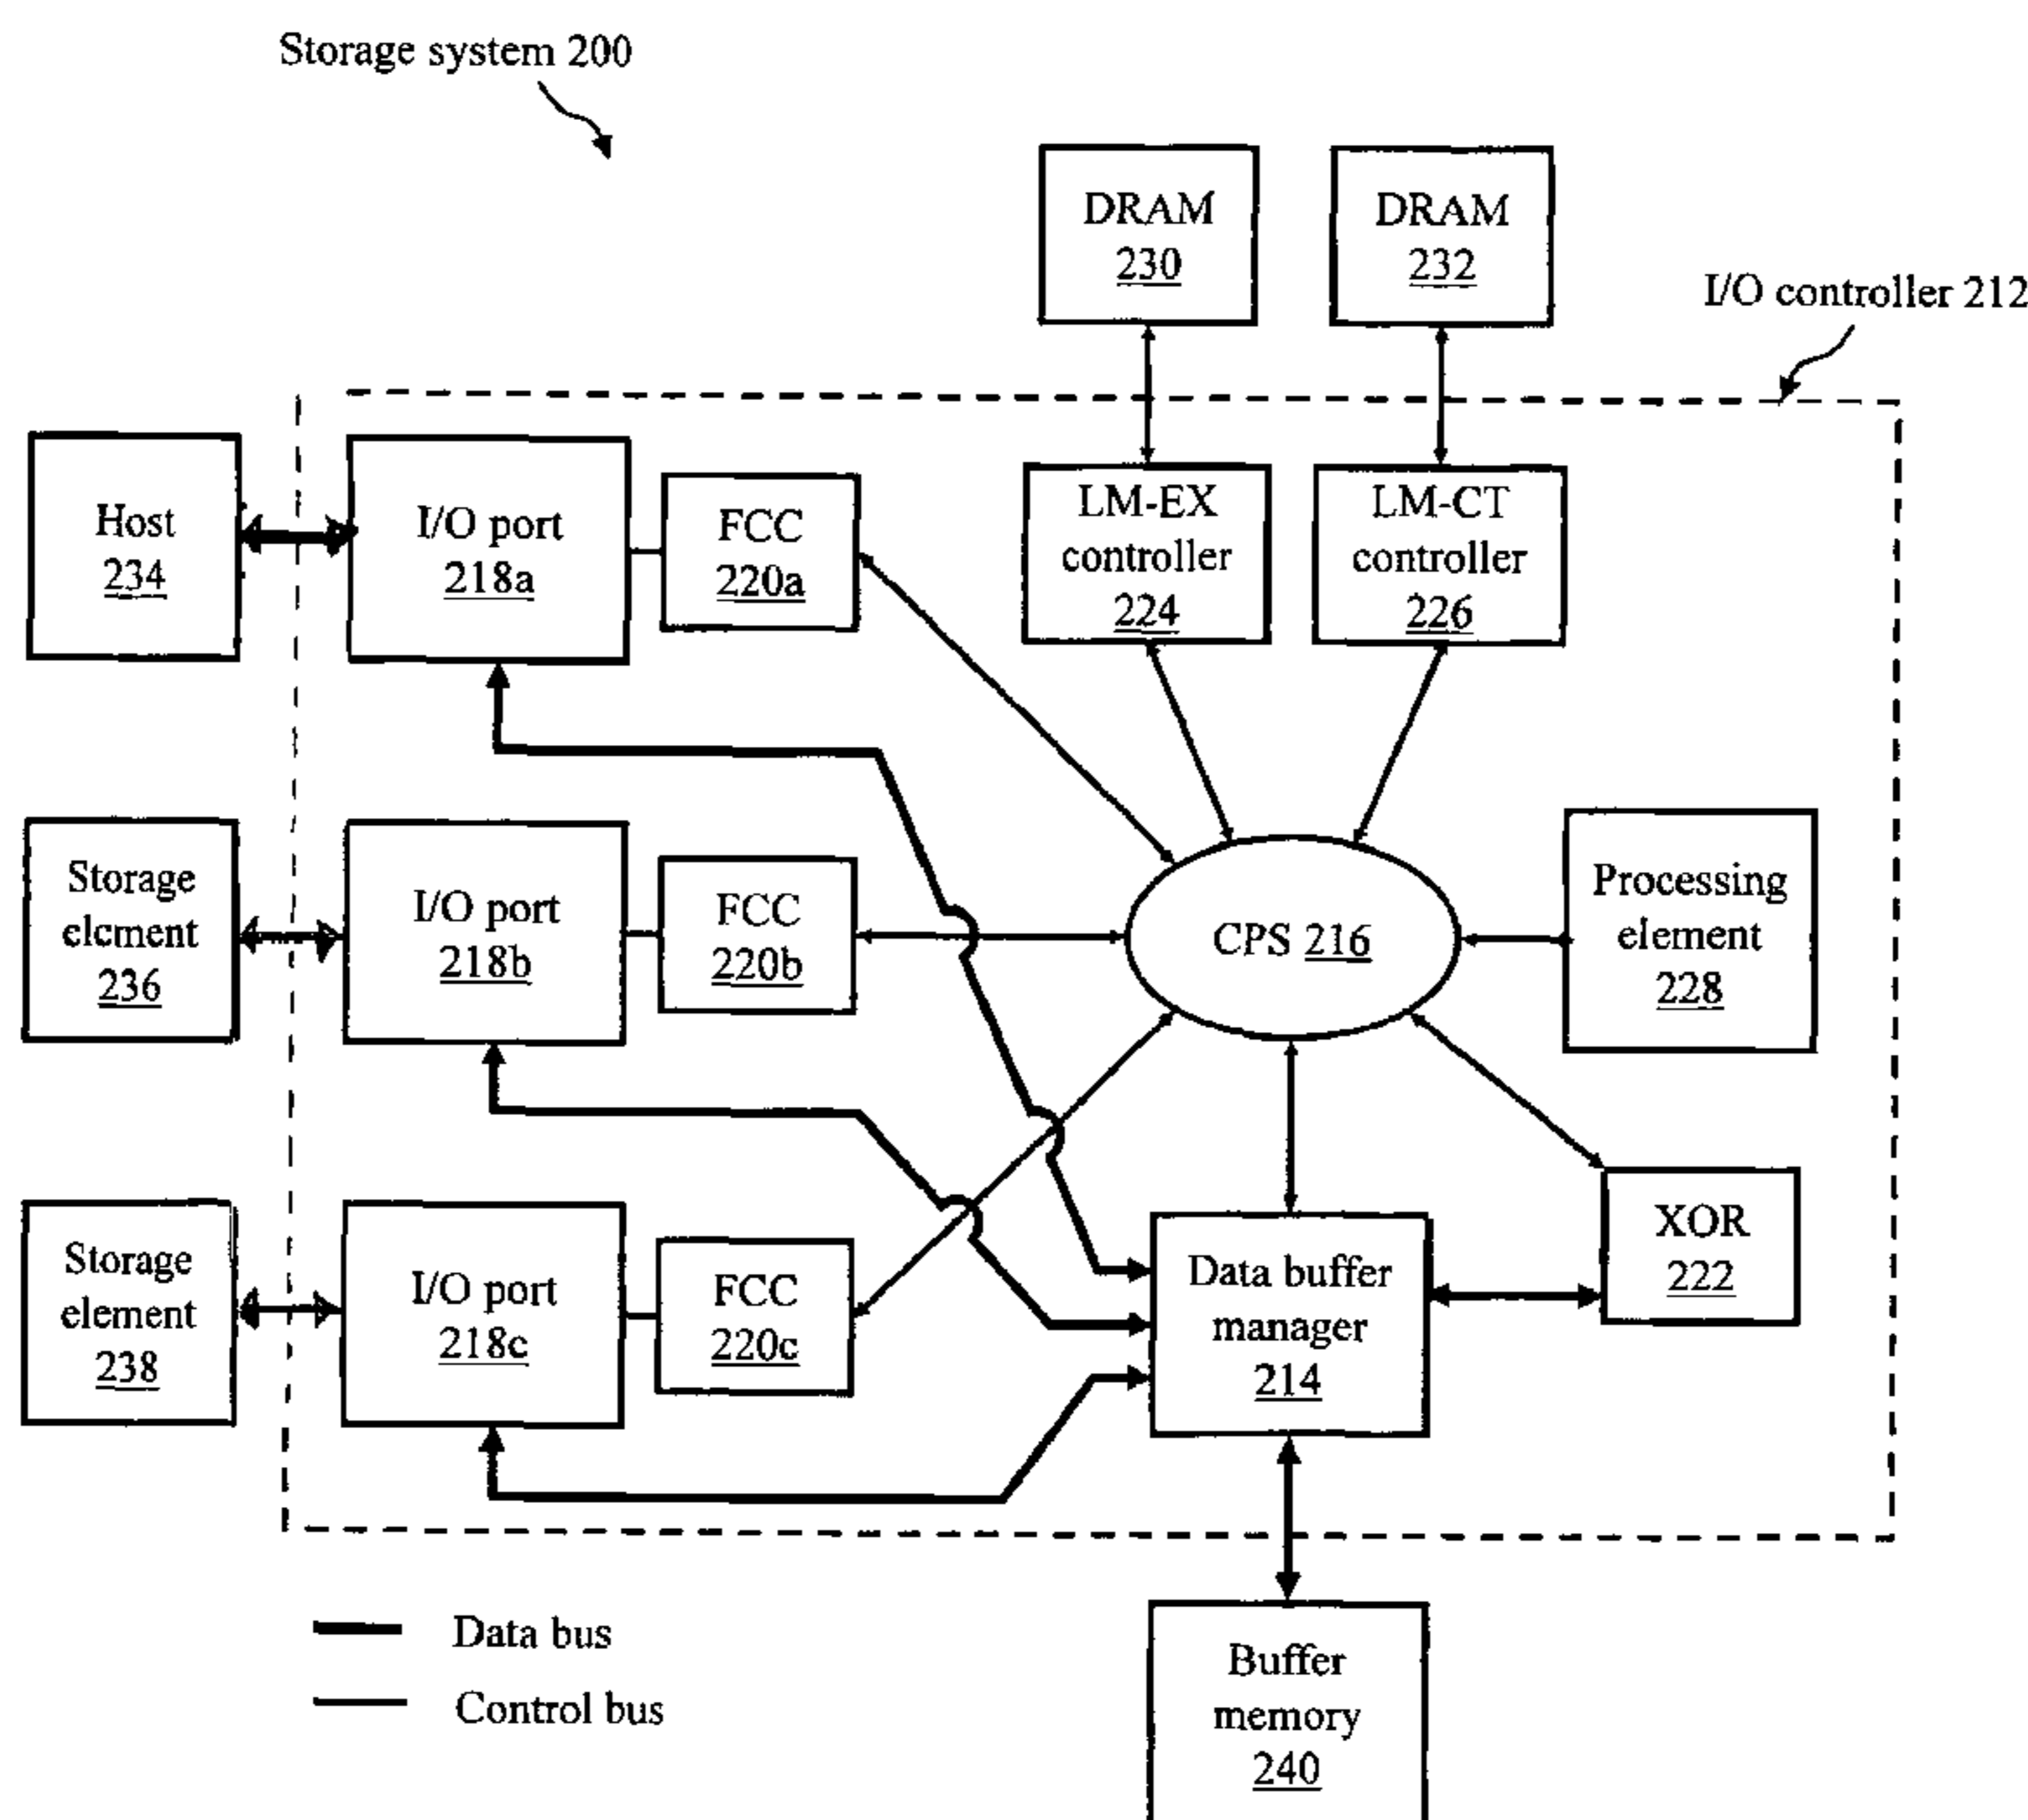 Storage system 200
DRAM
230
DRAM
232
I/O controller 212
Host
234
I/O port
218a
FCC
220a
LM-EX
controller
224
LM-CT
controller
226
Storage
element
236
I/O port
218b
FCC
220b
CPS 216
Processing
element
228
Storage
element
238
I/O port
218c
FCC
220c
Data buffer
manager
214
XOR
222
Data bus
Control bus
Buffer
memory
240